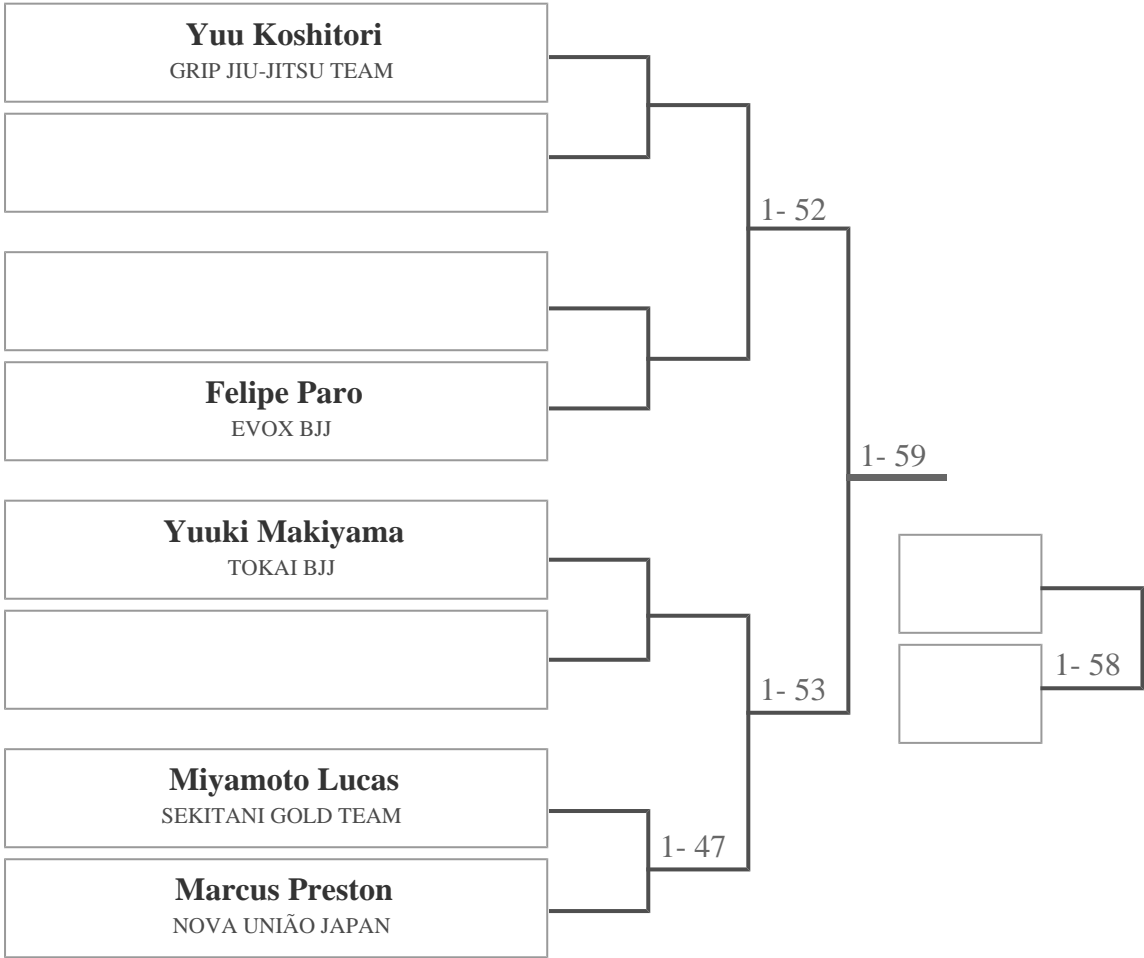 Yuu Koshitori
GRIP JIU-JITSU TEAM
1- 52
Felipe Paro
EVOX BJJ
1- 59
Yuuki Makiyama
TOKAI BJJ
1- 58
1- 53
Miyamoto Lucas
SEKITANI GOLD TEAM
1- 47
Marcus Preston
NOVA UNIÃO JAPAN